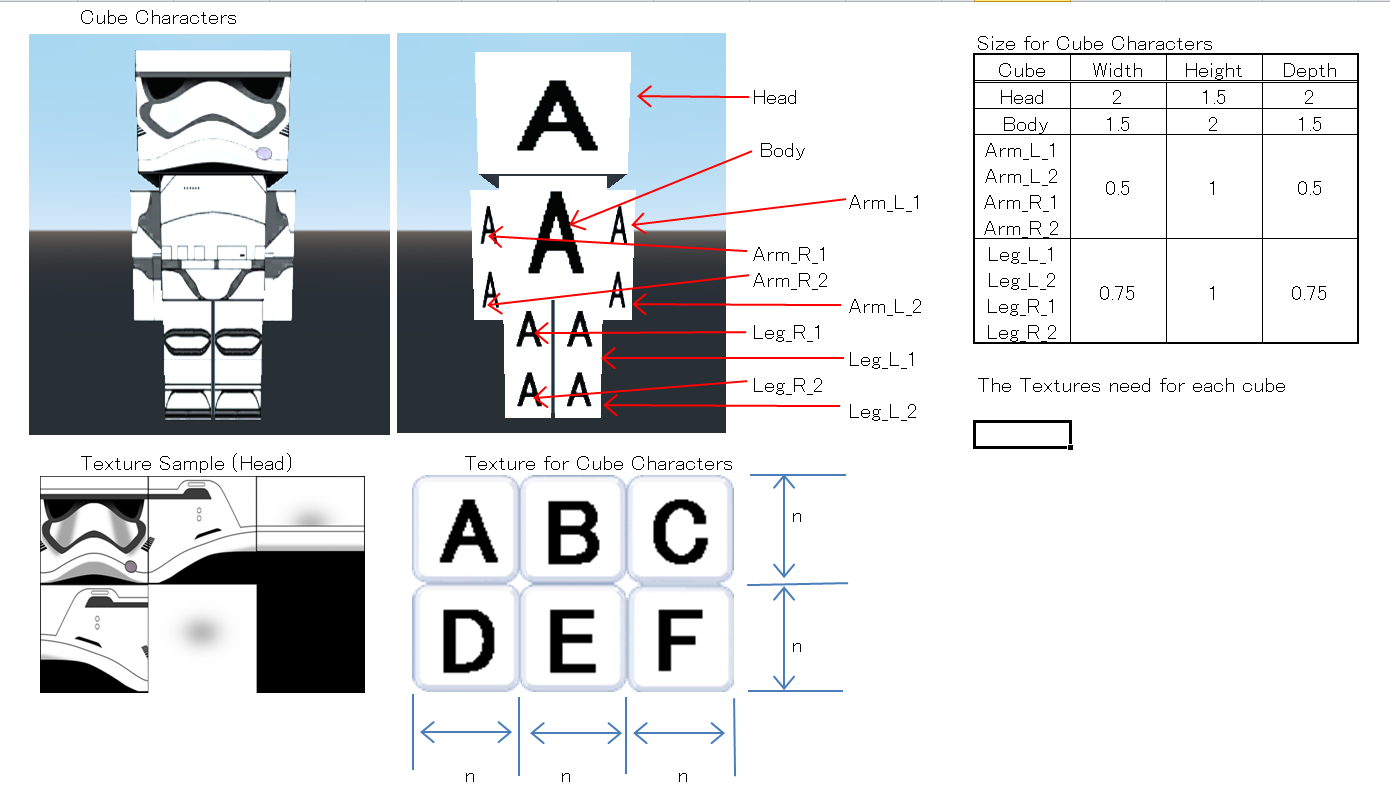 Cube Characters
A
A
A
A
A
A
A
A
A
A
Head
Body
Arm_L_1
Arm_R_1
Arm_R_2
Arm_L_2
Leg_R_1
Leg_L_1
Leg_R_2
Leg_L_2
Size for Cube Characters
Cube Width Height Depth
Head 2 1.5 2
Body 1.5 2 1.5
Arm_L_1
Arm_L_2
Arm_R_1
Arm_R_2
0.5 1 0.5
Leg_L_1
Leg_L_2
Leg_R_1
Leg_R_2
0.75 1 0.75
The Textures need for each cube
Texture Sample (Head)
Texture for Cube Characters
A B C
D E F
n
n
n n n